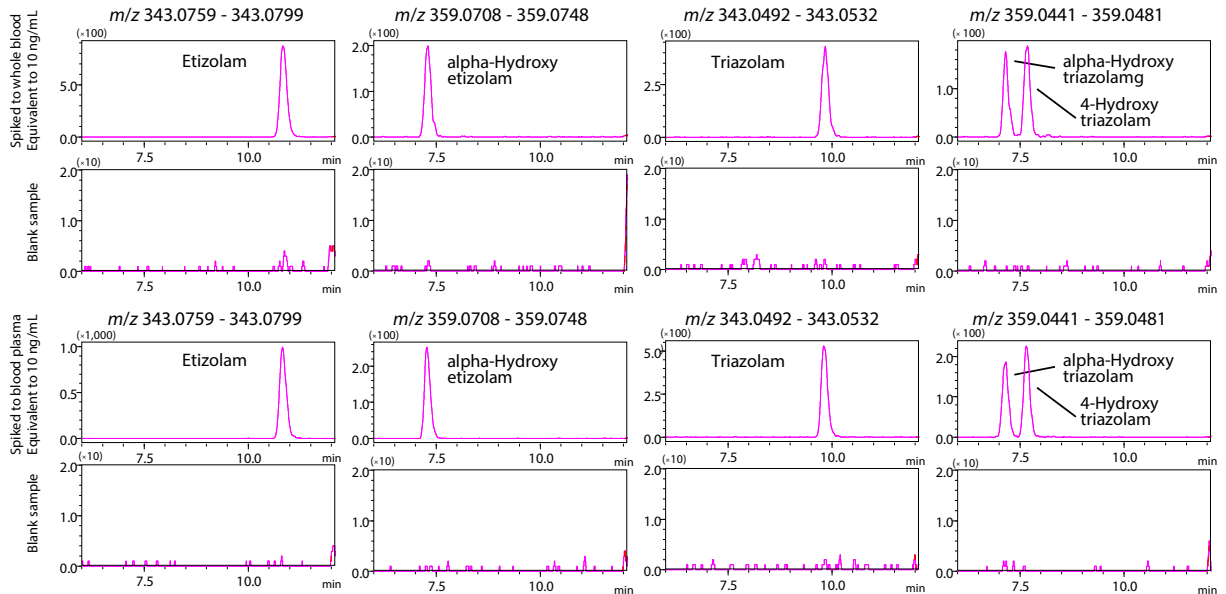 m/z 343.0759 - 343.0799
m/z 359.0708 - 359.0748
m/z 343.0492 - 343.0532
m/z 359.0441 - 359.0481
Spiked to whole blood
Equivalent to 10 ng/mL
(×100)
Etizolam
5.0
0.0
7.5
10.0
min
(×100)
alpha-Hydroxy
etizolam
2.0
1.0
0.0
7.5
10.0
min
(×100)
Triazolam
2.5
0.0
7.5
10.0
min
(×100)
alpha-Hydroxy
triazolamg
4-Hydroxy
triazolam
1.0
0.0
7.5
10.0
min
Blank sample
(×10)
2.0
1.0
0.0
7.5
10.0
min
(×10)
2.0
1.0
0.0
7.5
10.0
min
(×10)
2.0
1.0
0.0
7.5
10.0
min
(×10)
2.0
1.0
0.0
7.5
10.0
min
m/z 343.0759 - 343.0799
m/z 359.0708 - 359.0748
m/z 343.0492 - 343.0532
m/z 359.0441 - 359.0481
Spiked to blood plasma
Equivalent to 10 ng/mL
(×1,000)
Etizolam
1.0
0.5
0.0
7.5
10.0
min
(×100)
alpha-Hydroxy
etizolam
2.0
1.0
0.0
7.5
10.0
min
(×100)
Triazolam
5.0
2.5
0.0
7.5
10.0
min
(×100)
alpha-Hydroxy
triazolam
4-Hydroxy
triazolam
2.0
1.0
0.0
7.5
10.0
min
Blank sample
(×10)
2.0
1.0
0.0
7.5
10.0
min
(×10)
2.0
1.0
0.0
7.5
10.0
min
(×10)
2.0
1.0
0.0
7.5
10.0
min
(×10)
2.0
1.0
0.0
7.5
10.0
min